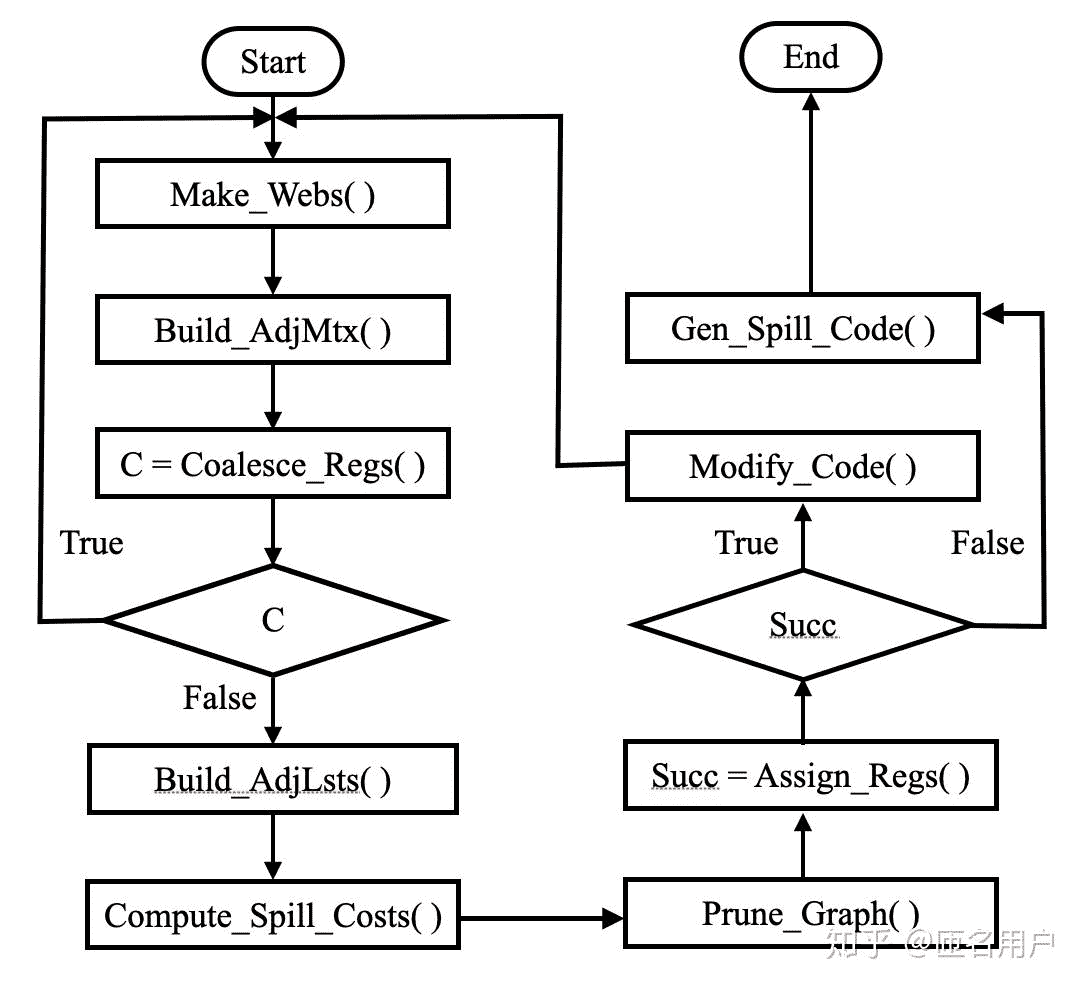 Start
Make_Webs( )
Build_AdjMtx( )
C = Coalesce_Regs( )
True
C
False
Build_AdjLsts( )
Compute_Spill_Costs( )
Prune_Graph( )
Succ = Assign_Regs( )
Succ
True
False
Modify_Code( )
Gen_Spill_Code( )
End
知乎 @匿名用户